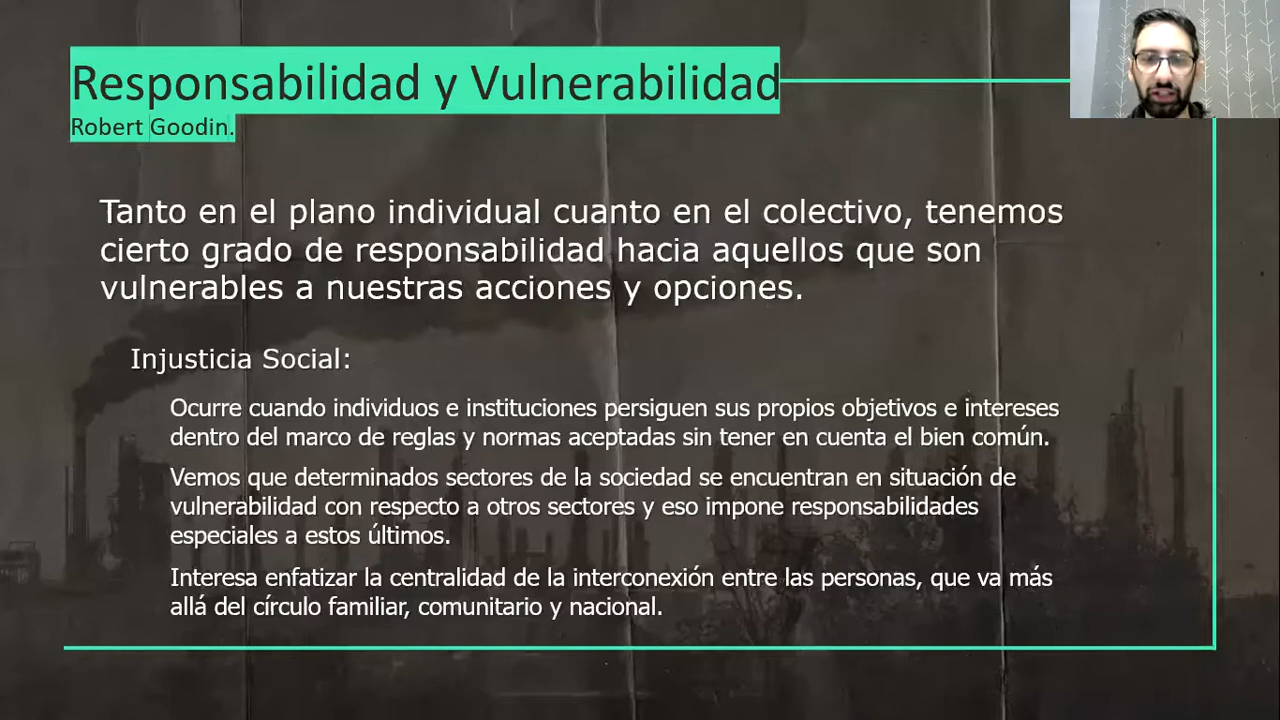 Responsabilidad y Vulnerabilidad
Robert Goodin.
Tanto en el plano individual cuanto en el colectivo, tenemos
cierto grado de responsabilidad hacia aquellos que son
vulnerables a nuestras acciones y opciones.
Injusticia Social:
Ocurre cuando individuos e instituciones persiguen sus propios objetivos e intereses
dentro del marco de reglas y normas aceptadas sin tener en cuenta el bien común.
Vemos que determinados sectores de la sociedad se encuentran en situación de
vulnerabilidad con respecto a otros sectores y eso impone responsabilidades
especiales a estos últimos.
Interesa enfatizar la centralidad de la interconexión entre las personas, que va más
allá del círculo familiar, comunitario y nacional.